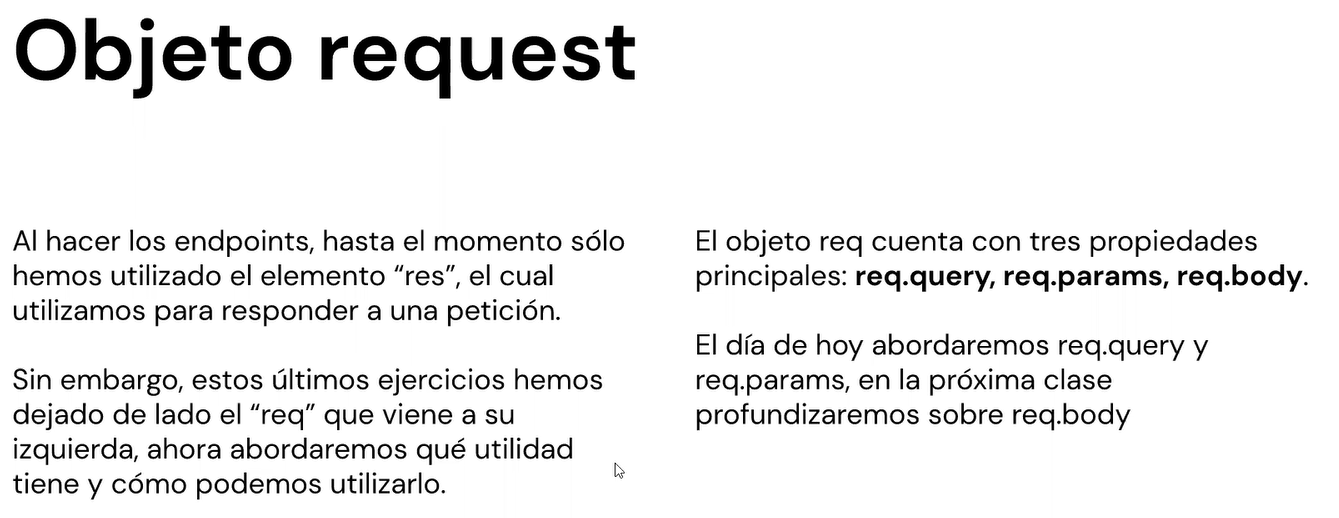 Objeto request
Al hacer los endpoints, hasta el momento sólo
hemos utilizado el elemento “res”, el cual
utilizamos para responder a una petición.
Sin embargo, estos últimos ejercicios hemos
dejado de lado el “req” que viene a su
izquierda, ahora abordaremos qué utilidad
tiene y cómo podemos utilizarlo.
El objeto req cuenta con tres propiedades
principales: req.query, req.params, req.body.
El día de hoy abordaremos req.query y
req.params, en la próxima clase
profundizaremos sobre req.body